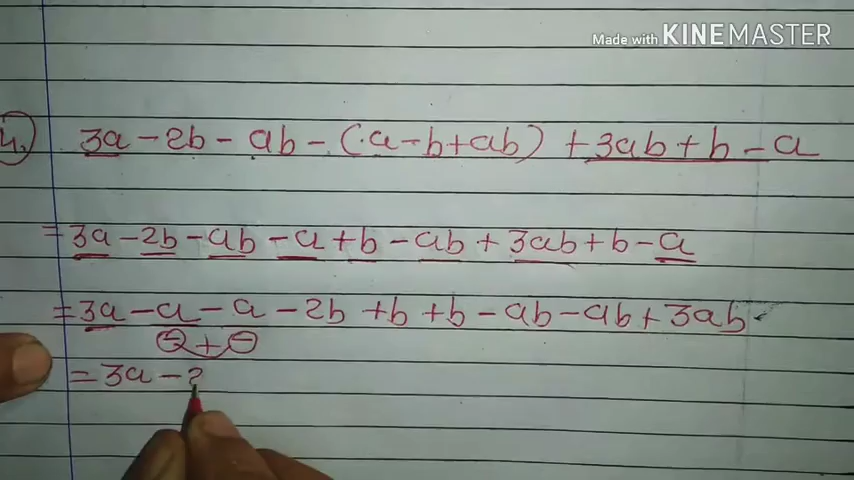 Made with KINEMASTER
4.) 3a - 2b - ab - (a - b + ab) + 3ab + b - a
= 3a - 2b - ab - a + b - ab + 3ab + b - a
= 3a - a - a - 2b + b + b - ab - ab + 3ab
⊖ + ⊖
= 3a - 2